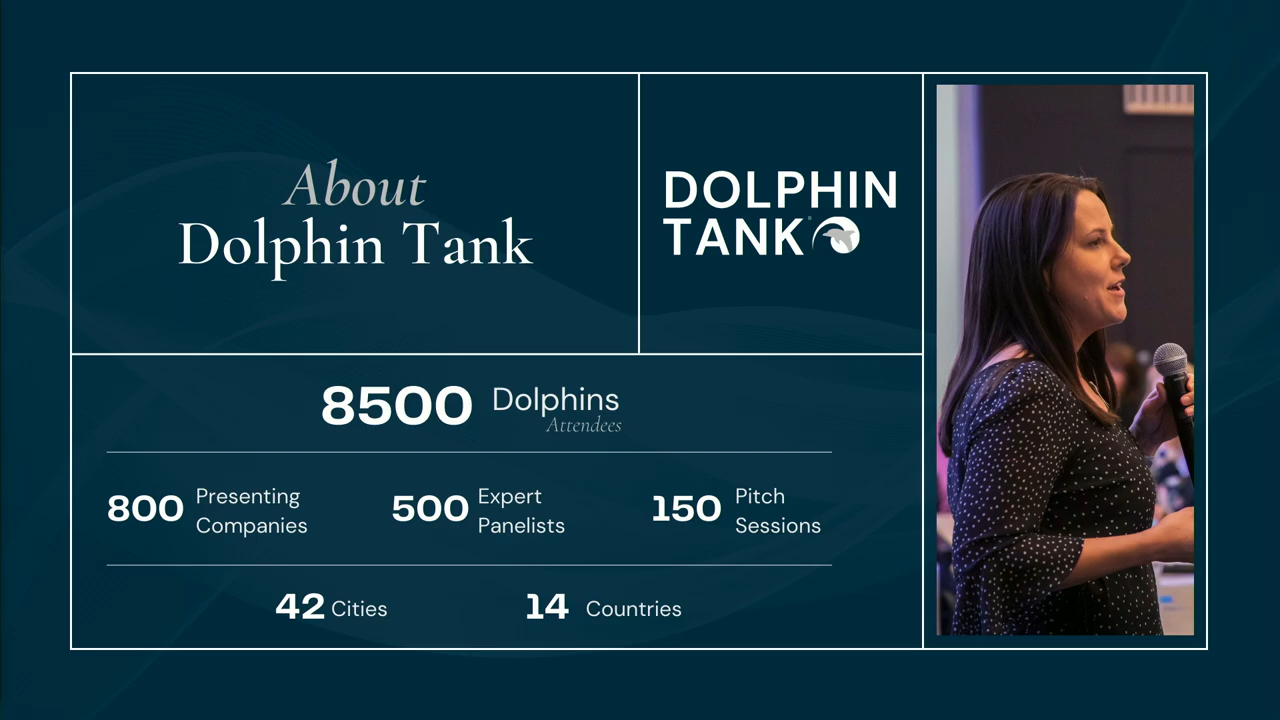 About
Dolphin Tank
DOLPHIN
TANK
8500 Dolphins
Attendees
800 Presenting
Companies
500 Expert
Panelists
150 Pitch
Sessions
42 Cities
14 Countries